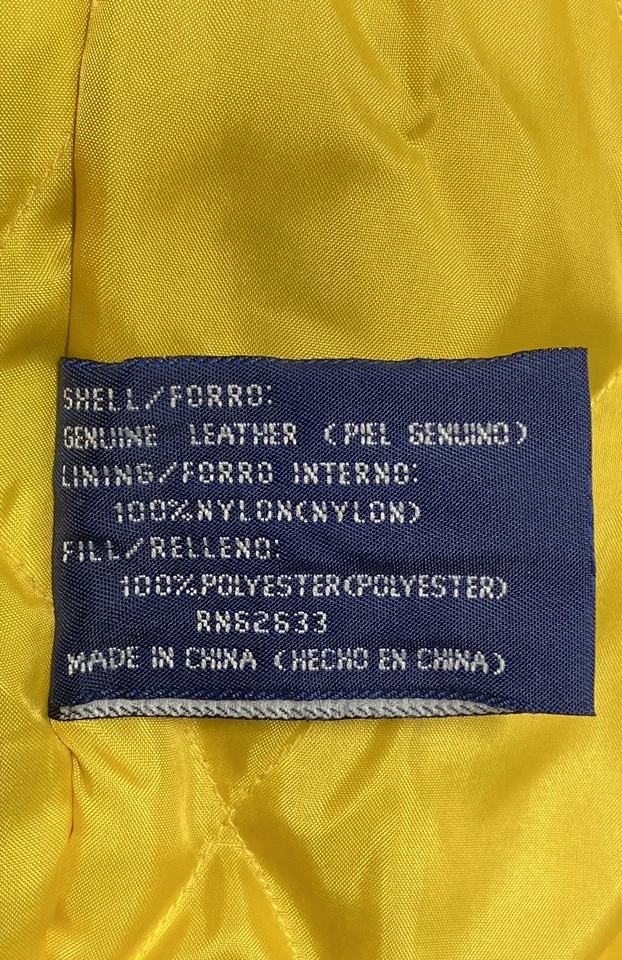 SHELL/FORRO:
GENUINE LEATHER (PIEL GENUINO)
LINING/FORRO INTERNO:
100%NYLON(NYLON)
FILL/RELLENO:
100%POLYESTER(POLYESTER)
RN62633
MADE IN CHINA (HECHO EN CHINA)